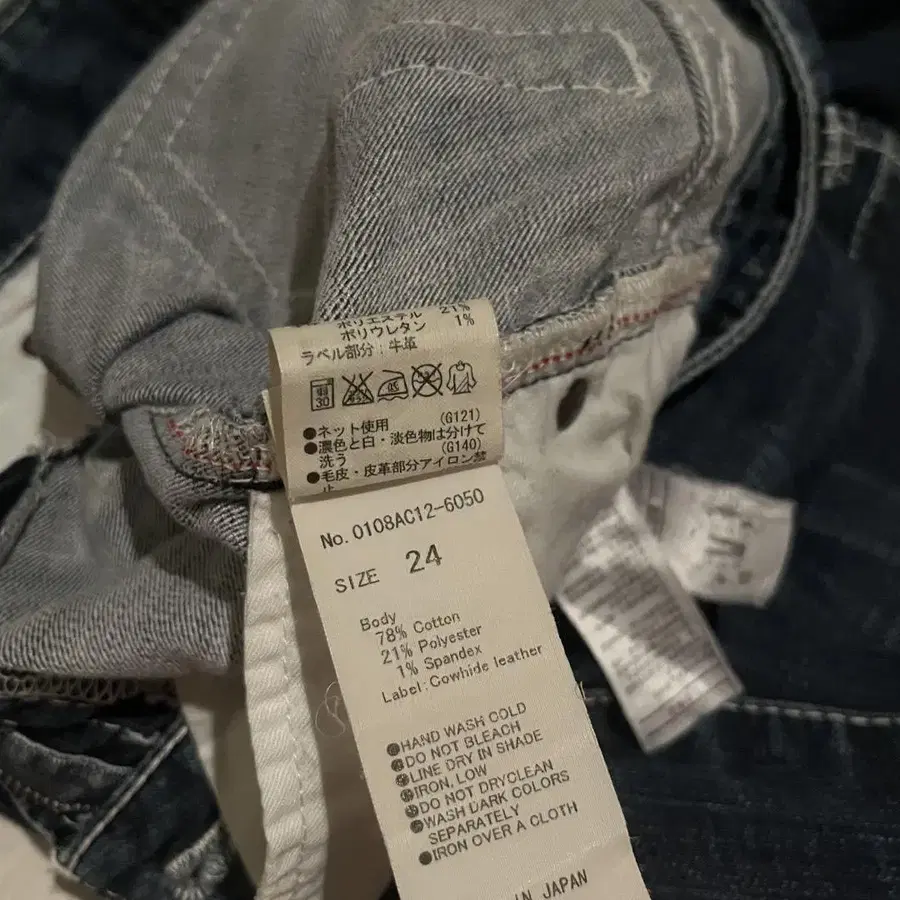 ポリエステル 21%
ポリウレタン 1%
ラベル部分：牛革
30
●ネット使用 (G121)
●濃色と白・淡色物は分けて
洗う (G140)
●毛皮・皮革部分アイロン禁
止
No. 0108AC12-6050
SIZE 24
Body
78% Cotton
21% Polyester
1% Spandex
Label:Cowhide leather
●HAND WASH COLD
●DO NOT BLEACH
●LINE DRY IN SHADE
●IRON, LOW
●DO NOT DRYCLEAN
●WASH DARK COLORS
SEPARATELY
●IRON OVER A CLOTH
IN JAPAN